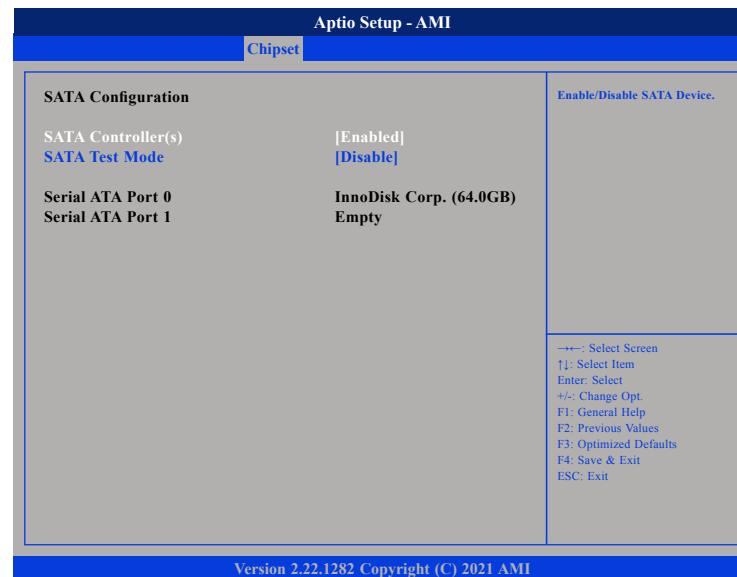 Aptio Setup - AMI
Chipset
SATA Configuration
SATA Controller(s) [Enabled]
SATA Test Mode [Disable]
Serial ATA Port 0 InnoDisk Corp. (64.0GB)
Serial ATA Port 1 Empty
Enable/Disable SATA Device.
→←: Select Screen
↑↓: Select Item
Enter: Select
+/-: Change Opt.
F1: General Help
F2: Previous Values
F3: Optimized Defaults
F4: Save & Exit
ESC: Exit
Version 2.22.1282 Copyright (C) 2021 AMI